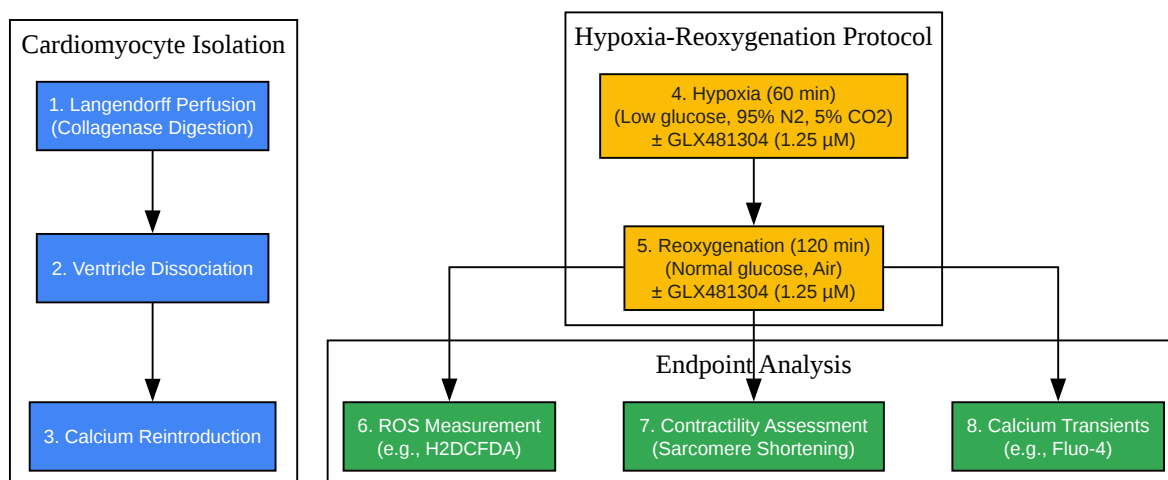 Cardiomyocyte Isolation
1. Langendorff Perfusion
(Collagenase Digestion)
2. Ventricle Dissociation
3. Calcium Reintroduction
Hypoxia-Reoxygenation Protocol
4. Hypoxia (60 min)
(Low glucose, 95% N2, 5% CO2)
± GLX481304 (1.25 µM)
5. Reoxygenation (120 min)
(Normal glucose, Air)
± GLX481304 (1.25 µM)
Endpoint Analysis
6. ROS Measurement
(e.g., H2DCFDA)
7. Contractility Assessment
(Sarcomere Shortening)
8. Calcium Transients
(e.g., Fluo-4)